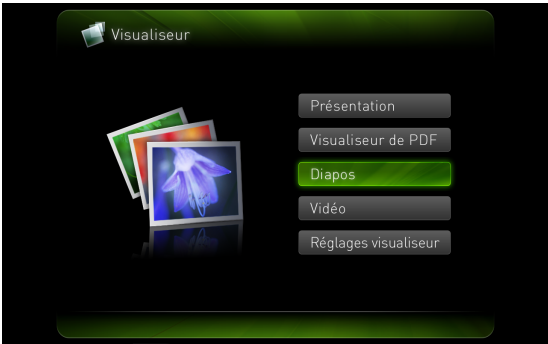 Visualiseur
Présentation
Visualiseur de PDF
Diapos
Vidéo
Réglages visualiseur